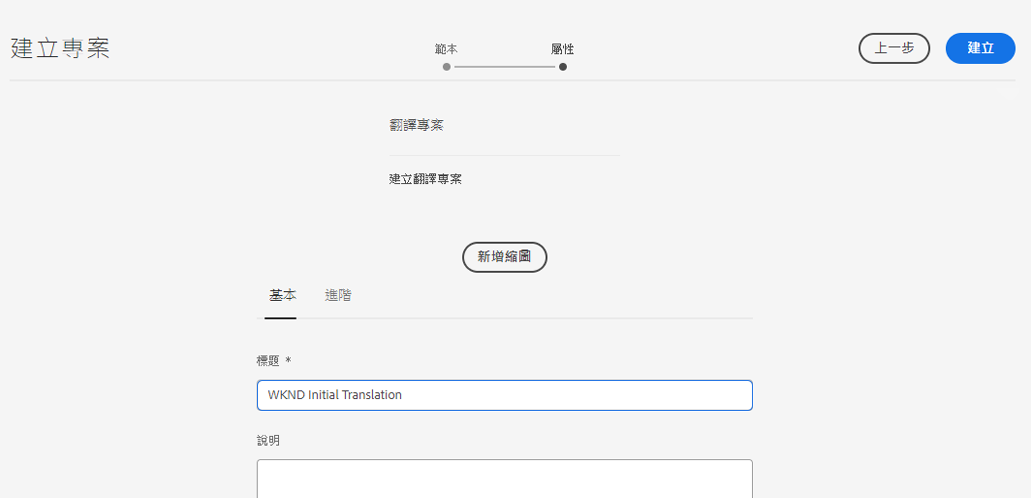 建立專案
範本
屬性
上一步
建立
翻譯專案
建立翻譯專案
新增縮圖
基本
進階
標題 *
WKND Initial Translation
說明